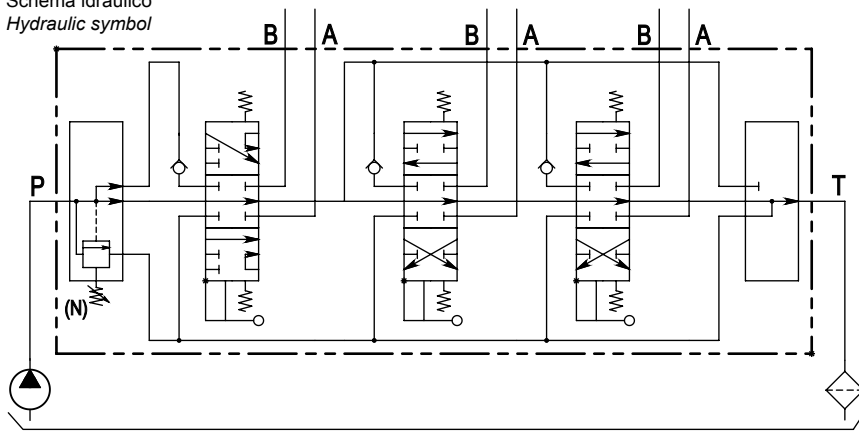 Schema idraulico
Hydraulic symbol
B A B A B A
P
T
(N)